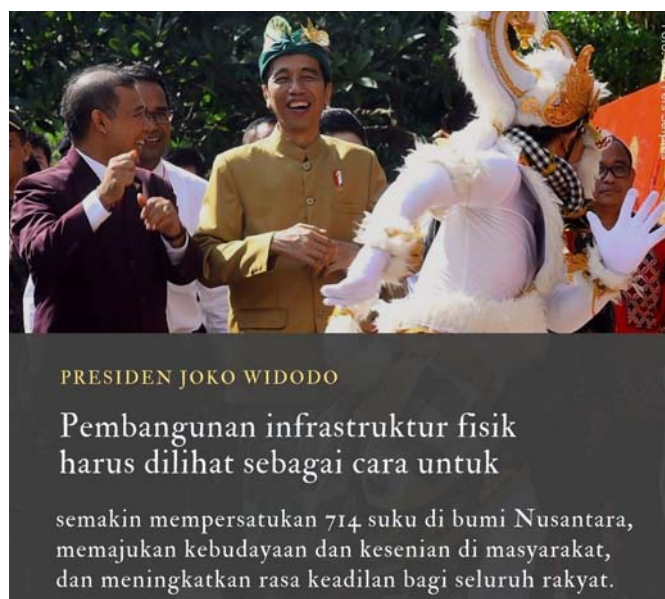 PRESIDEN JOKO WIDODO
Pembangunan infrastruktur fisik
harus dilihat sebagai cara untuk
semakin mempersatukan 714 suku di bumi Nusantara,
memajukan kebudayaan dan kesenian di masyarakat,
dan meningkatkan rasa keadilan bagi seluruh rakyat.